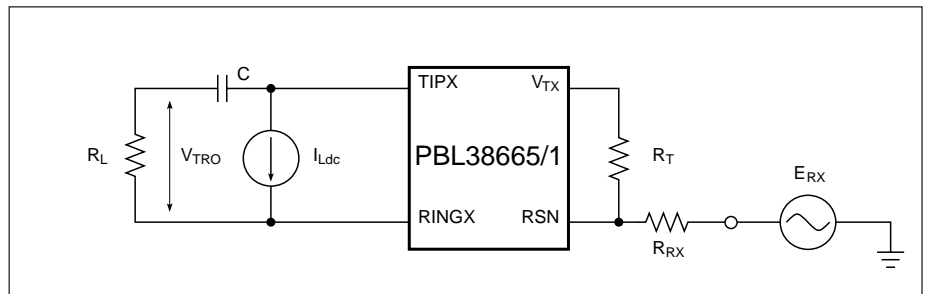 C
TIPX
V_TX
R_L
V_TRO
I_Ldc
PBL38665/1
R_T
E_RX
RINGX
RSN
R_RX